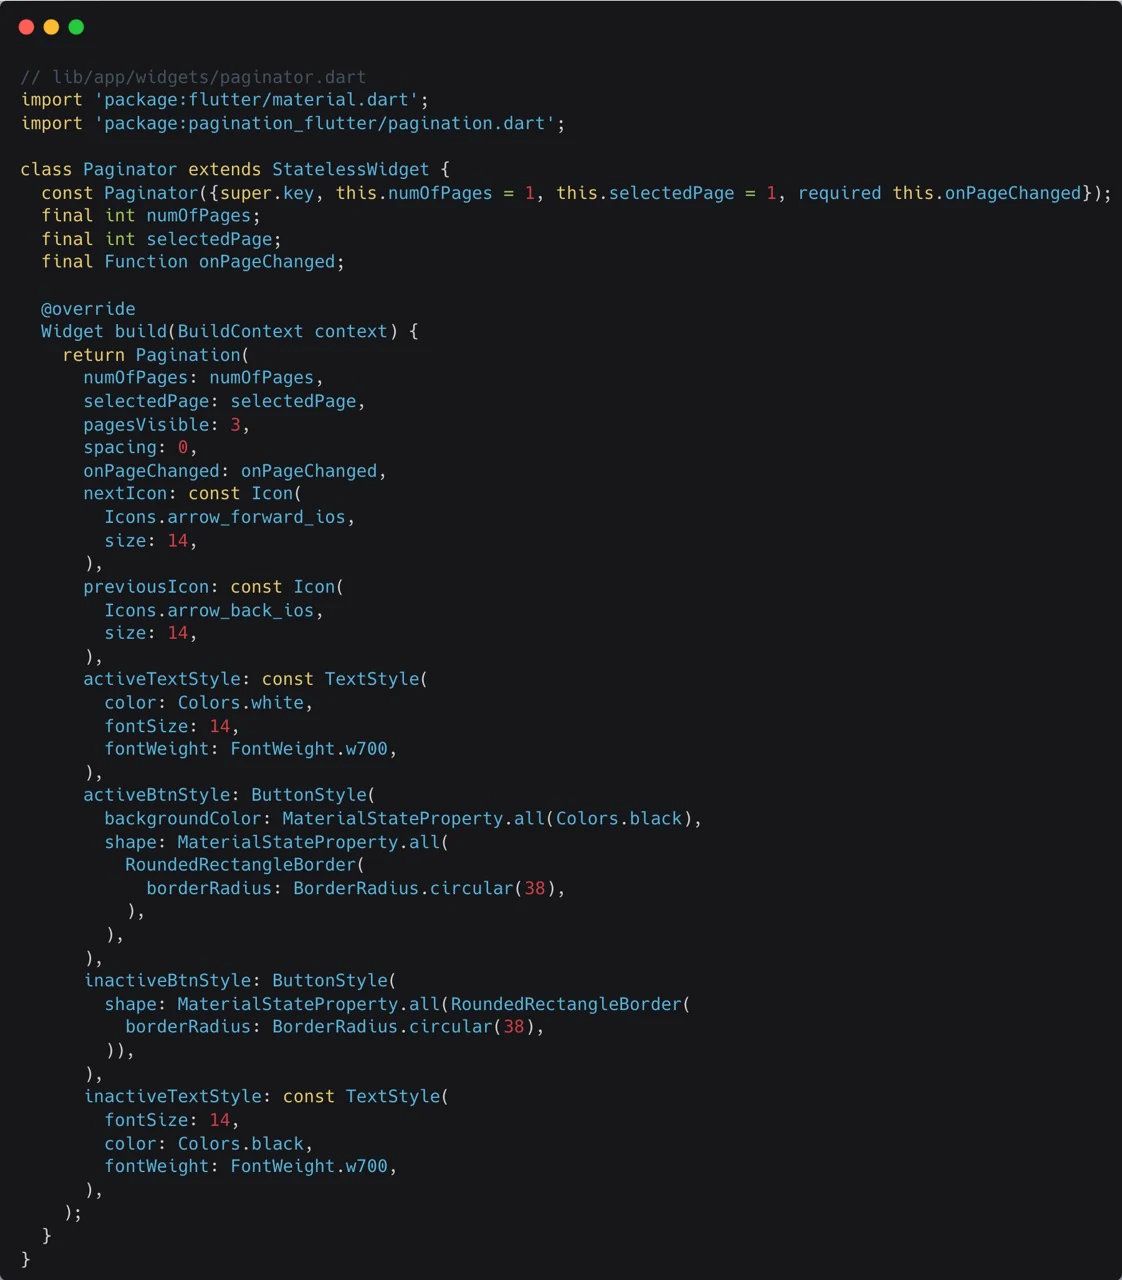 // lib/app/widgets/paginator.dart
import 'package:flutter/material.dart';
import 'package:pagination_flutter/pagination.dart';

class Paginator extends StatelessWidget {
  const Paginator({super.key, this.numOfPages = 1, this.selectedPage = 1, required this.onPageChanged});
  final int numOfPages;
  final int selectedPage;
  final Function onPageChanged;

  @override
  Widget build(BuildContext context) {
    return Pagination(
      numOfPages: numOfPages,
      selectedPage: selectedPage,
      pagesVisible: 3,
      spacing: 0,
      onPageChanged: onPageChanged,
      nextIcon: const Icon(
        Icons.arrow_forward_ios,
        size: 14,
      ),
      previousIcon: const Icon(
        Icons.arrow_back_ios,
        size: 14,
      ),
      activeTextStyle: const TextStyle(
        color: Colors.white,
        fontSize: 14,
        fontWeight: FontWeight.w700,
      ),
      activeBtnStyle: ButtonStyle(
        backgroundColor: MaterialStateProperty.all(Colors.black),
        shape: MaterialStateProperty.all(
          RoundedRectangleBorder(
            borderRadius: BorderRadius.circular(38),
          ),
        ),
      ),
      inactiveBtnStyle: ButtonStyle(
        shape: MaterialStateProperty.all(RoundedRectangleBorder(
          borderRadius: BorderRadius.circular(38),
        )),
      ),
      inactiveTextStyle: const TextStyle(
        fontSize: 14,
        color: Colors.black,
        fontWeight: FontWeight.w700,
      ),
    );
  }
}